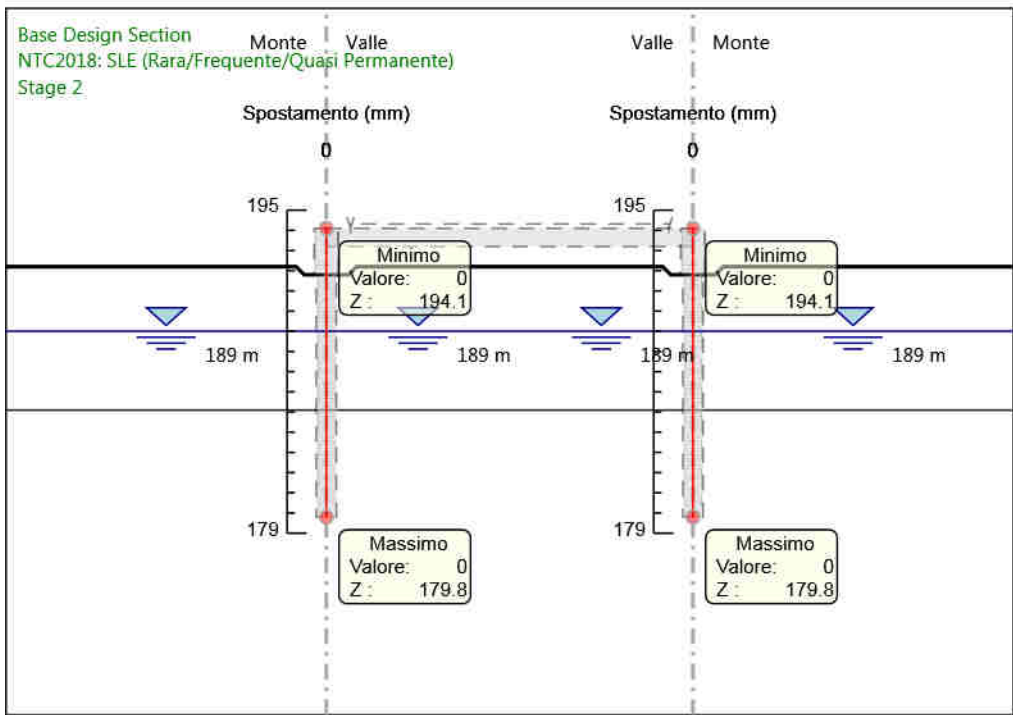 Base Design Section
NTC2018: SLE (Rara/Frequente/Quasi Permanente)
Stage 2
Monte Valle Valle Monte
Spostamento (mm) Spostamento (mm)
0 0
195 195
Minimo Minimo
Valore: 0 Valore: 0
Z : 194.1 Z : 194.1
189 m 189 m 189 m 189 m
179 179
Massimo Massimo
Valore: 0 Valore: 0
Z : 179.8 Z : 179.8